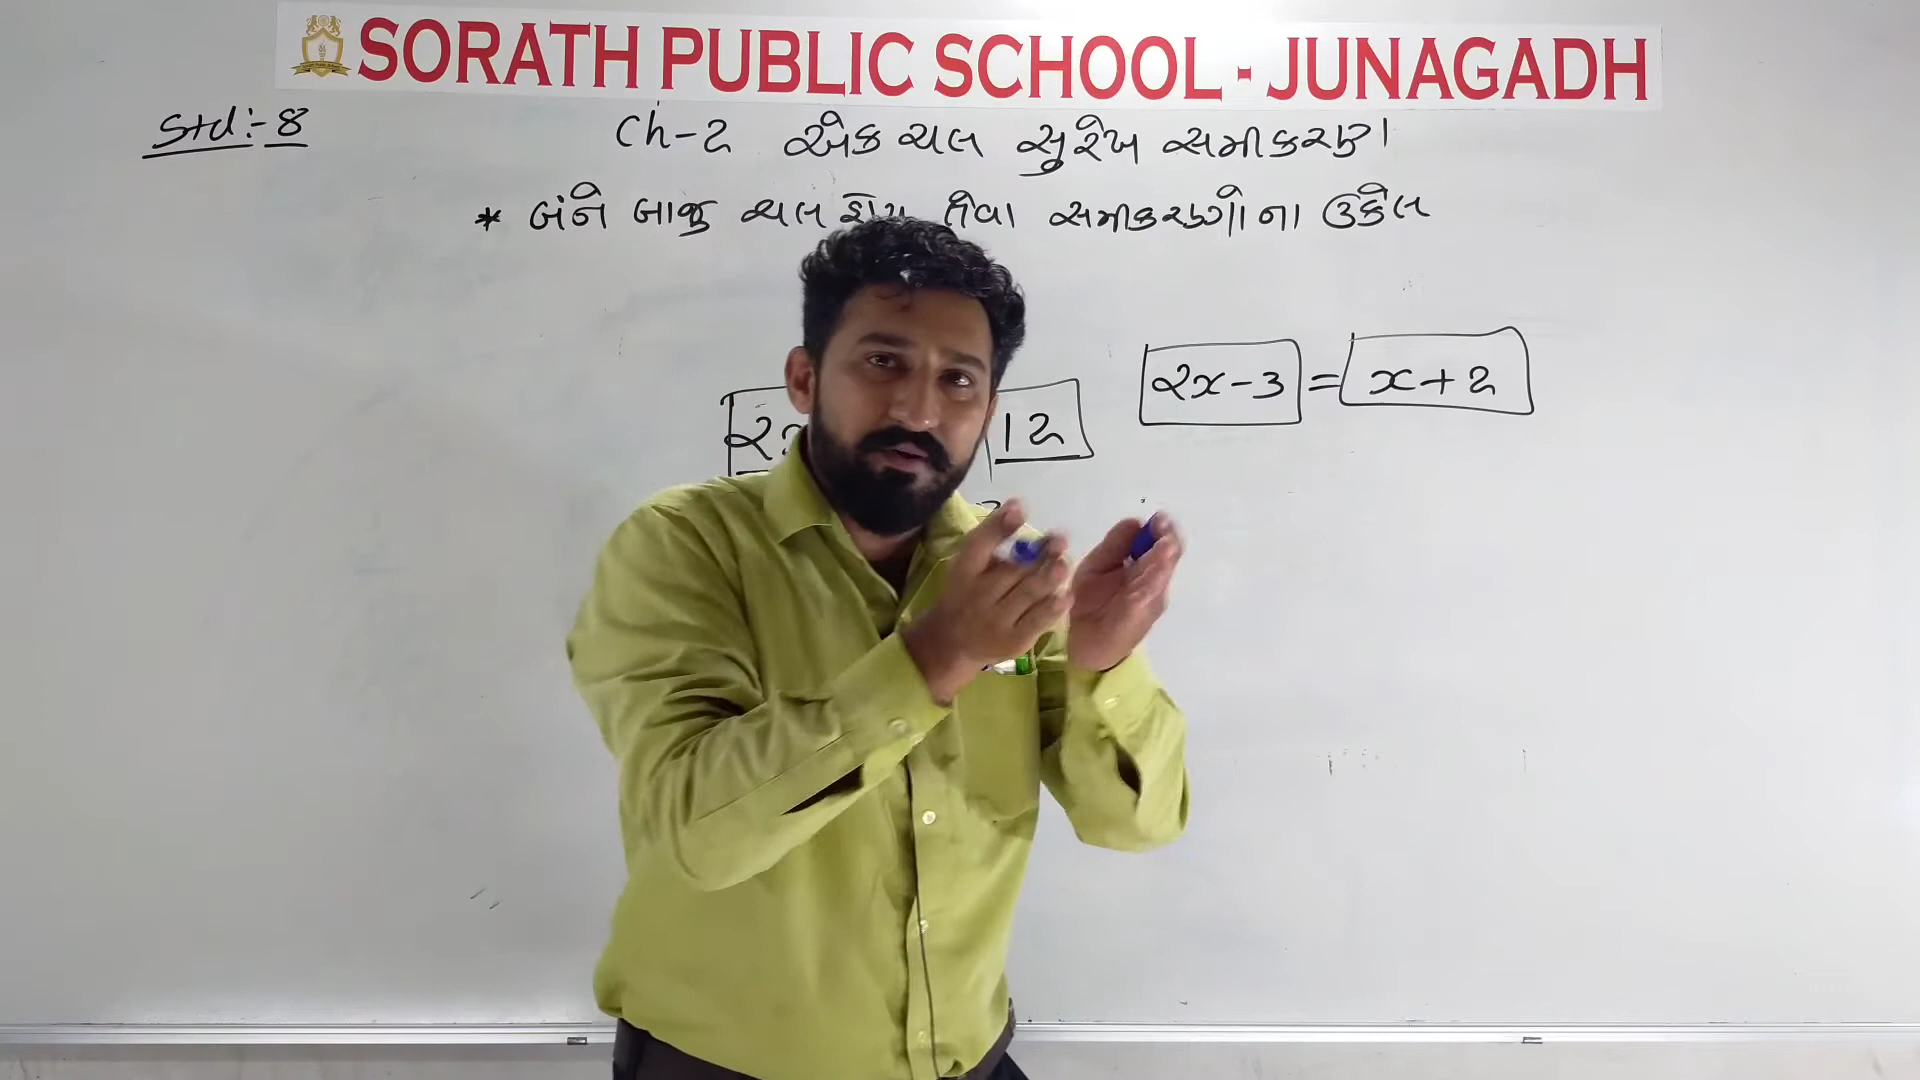 SORATH PUBLIC SCHOOL - JUNAGADH
Std:- 8
Ch-2 એક ચલ સુરેખ સમીકરણ
* બંને બાજુ ચલ હોય તેવા સમીકરણોના ઉકેલ
2x-3 = x+2
2x 12